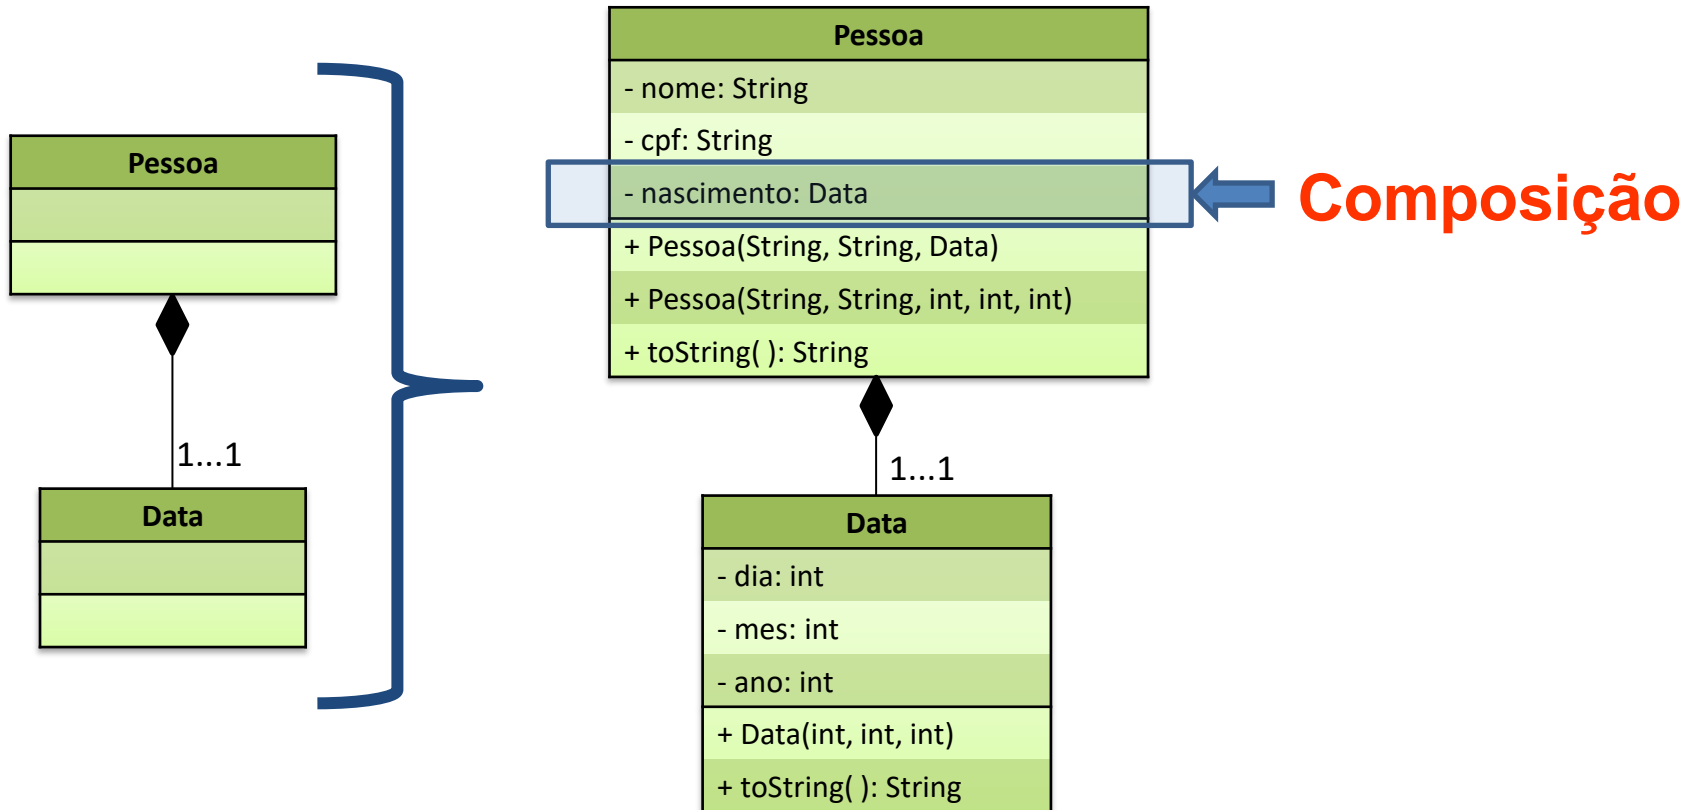 Pessoa
1...1
Data
Pessoa
- nome: String
- cpf: String
- nascimento: Data
+ Pessoa(String, String, Data)
+ Pessoa(String, String, int, int, int)
+ toString( ): String
Composição
1...1
Data
- dia: int
- mes: int
- ano: int
+ Data(int, int, int)
+ toString( ): String